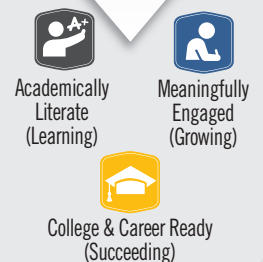 A+
Academically
Literate
(Learning)
Meaningfully
Engaged
(Growing)
College & Career Ready
(Succeeding)